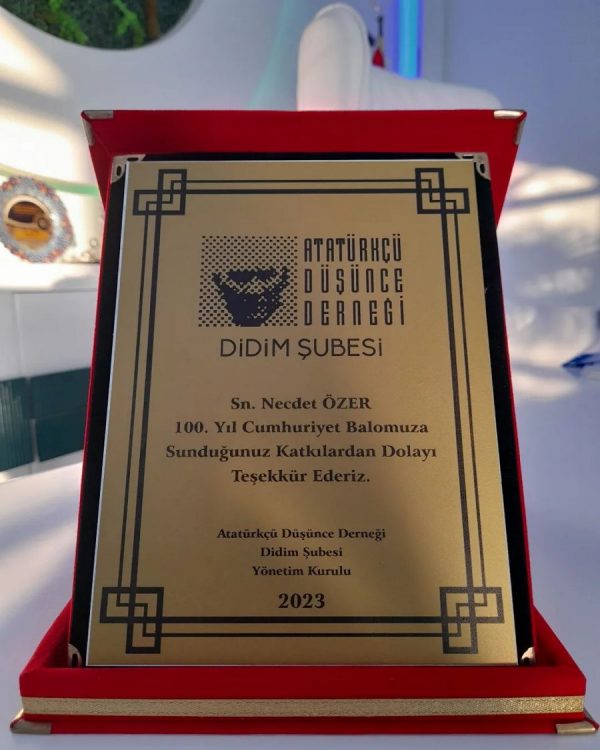 ATATÜRKÇÜ
DÜŞÜNCE
DERNEĞİ
DİDİM ŞUBESİ
Sn. Necdet ÖZER
100. Yıl Cumhuriyet Balomuza
Sunduğunuz Katkılardan Dolayı
Teşekkür Ederiz.
Atatürkçü Düşünce Derneği
Didim Şubesi
Yönetim Kurulu
2023